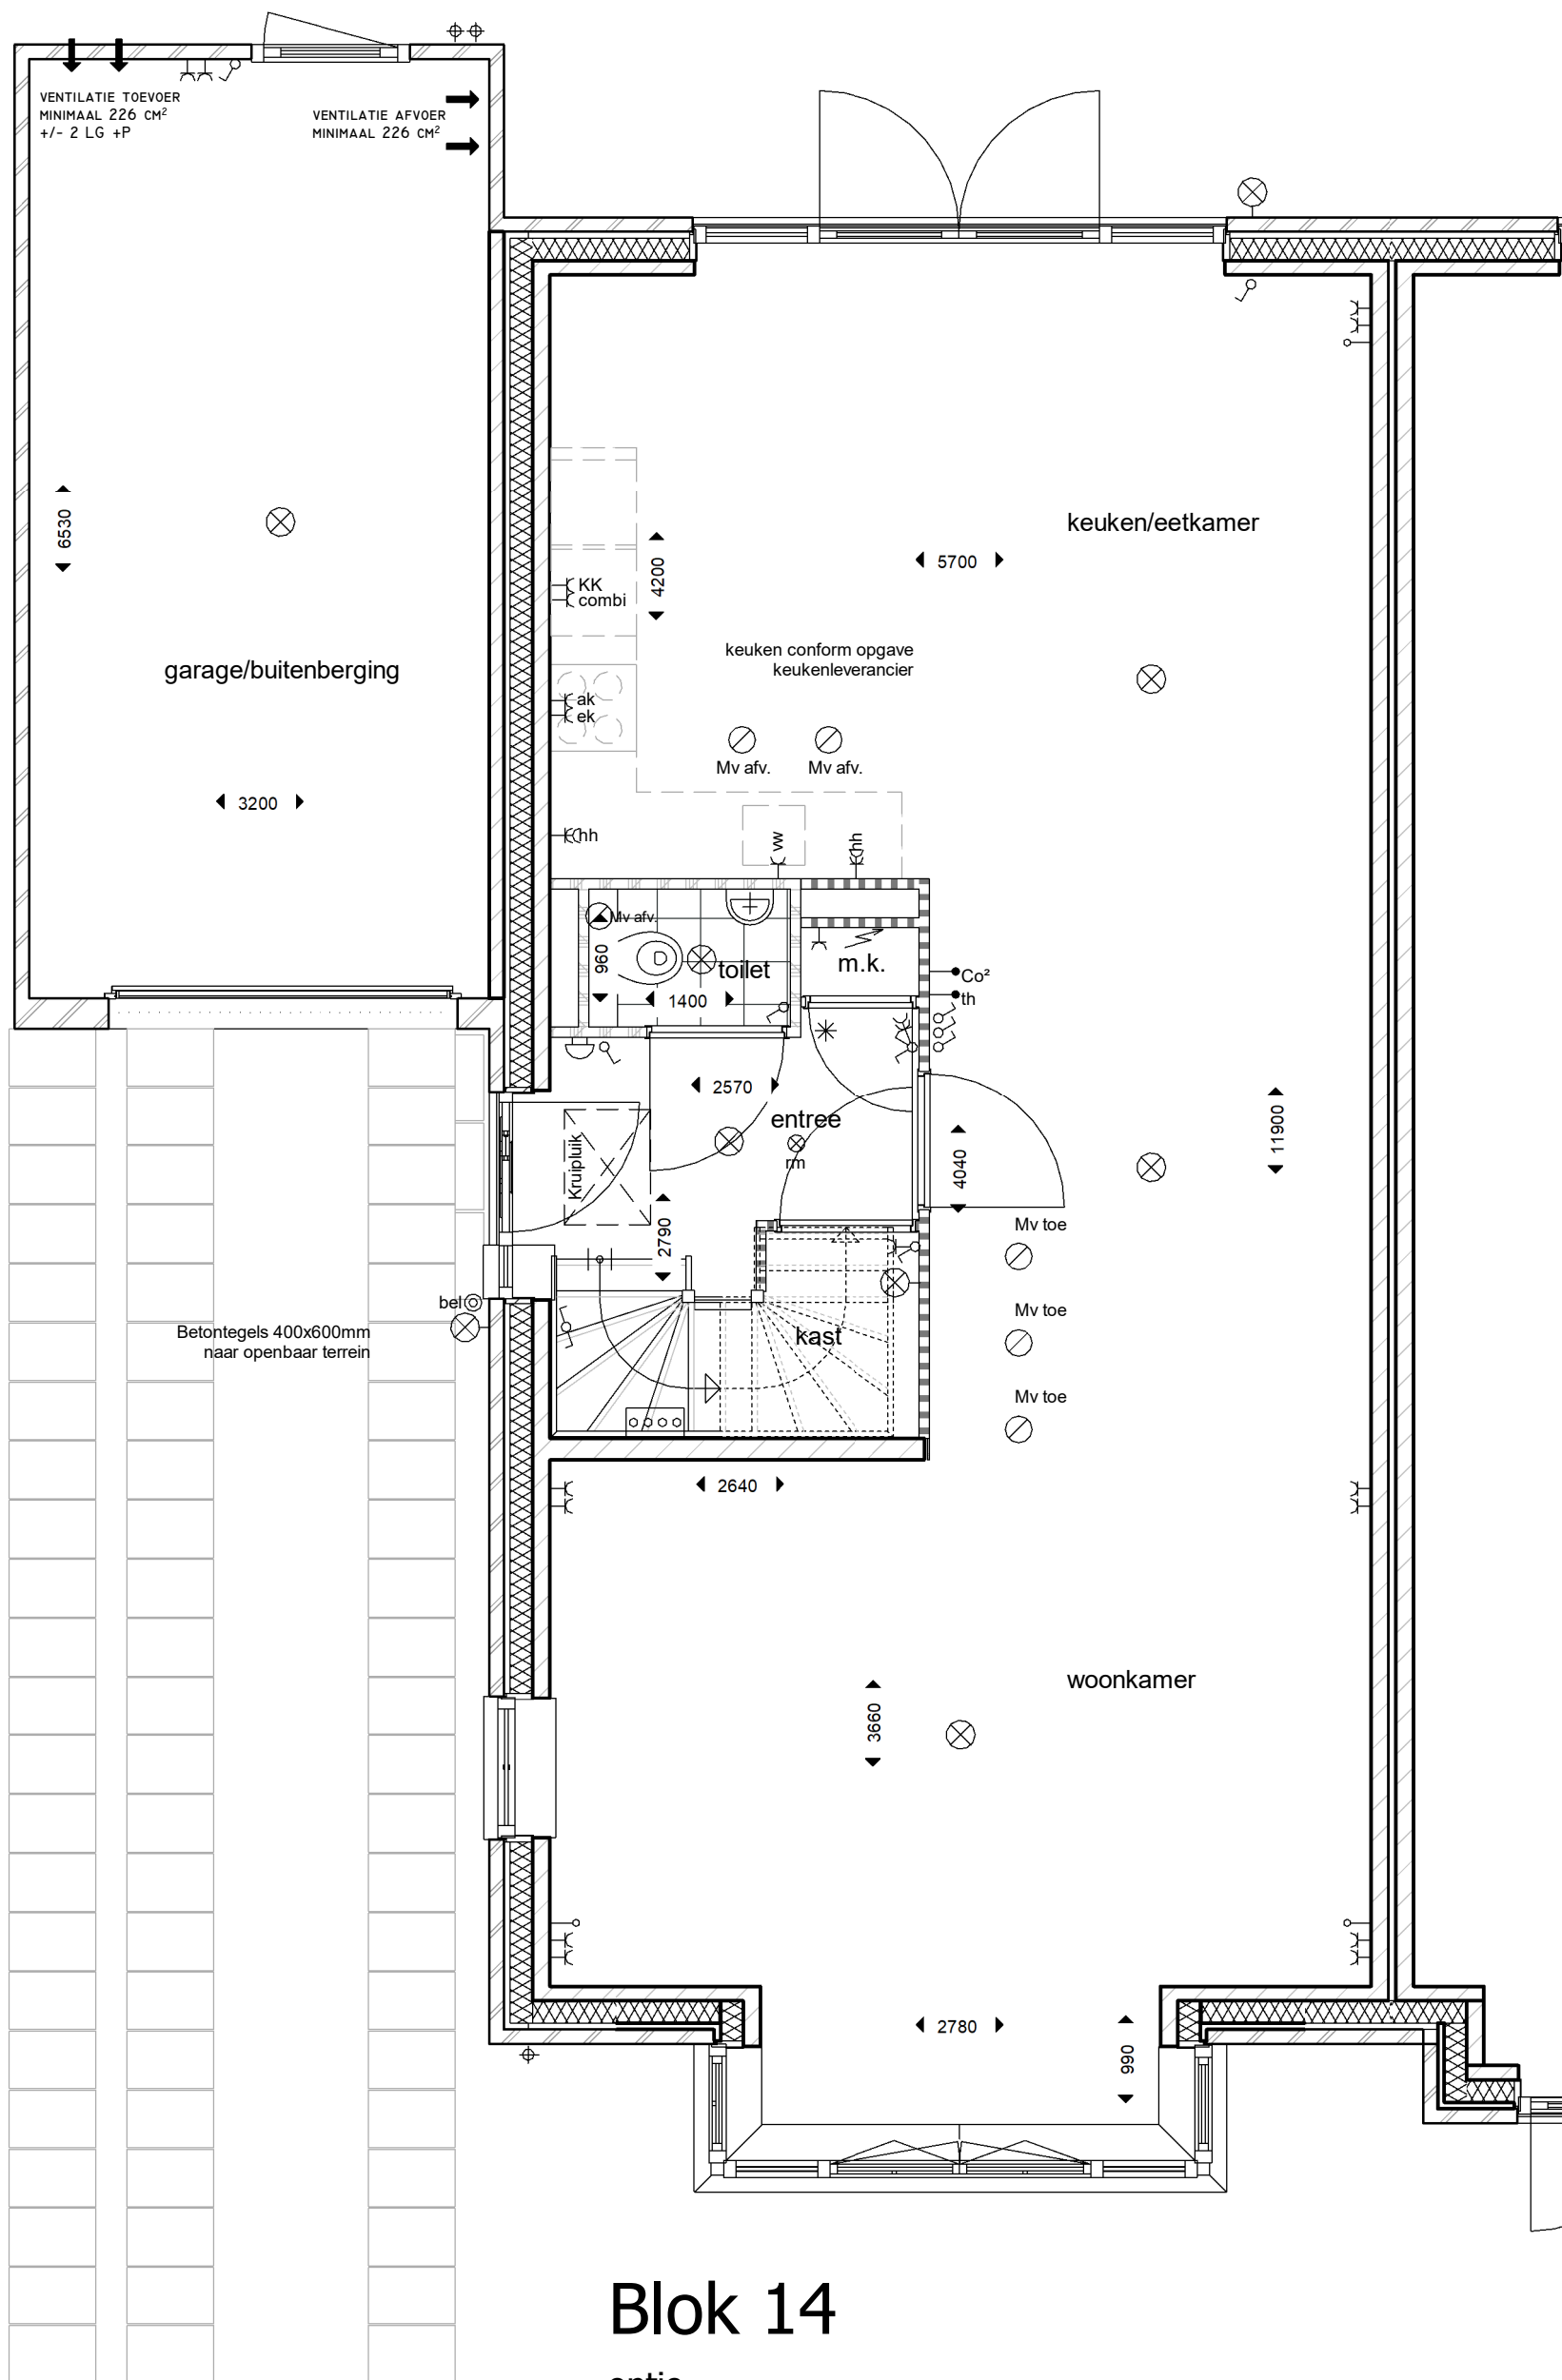 VENTILATIE TOEVOER
MINIMAAL 226 CM²
+/- 2 LG +P
VENTILATIE AFVOER
MINIMAAL 226 CM²
6530
garage/buitenberging
3200
keuken/eetkamer
5700
4200
KK
combi
keuken conform opgave
keukenleverancier
ak
ek
Mv afv.
Mv afv.
hh
vw
hh
Mv afv.
960
toilet
1400
m.k.
Co²
th
2570
entree
rm
Kruipluik
2790
4040
11900
Mv toe
Mv toe
Mv toe
bel
Betontegels 400x600mm
naar openbaar terrein
kast
2640
woonkamer
3660
2780
990
Blok 14